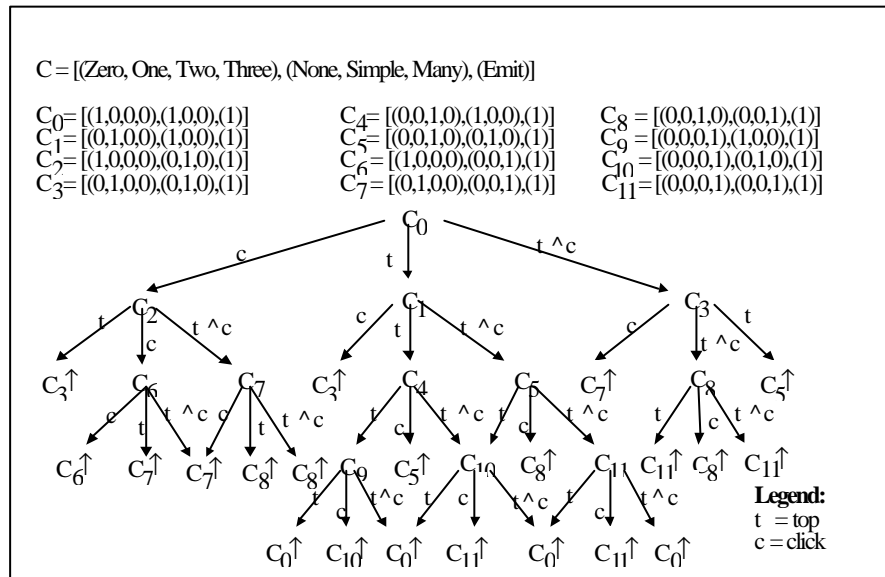 C = [(Zero, One, Two, Three), (None, Simple, Many), (Emit)]
C0= [(1,0,0,0),(1,0,0),(1)] C4= [(0,0,1,0),(1,0,0),(1)] C8 = [(0,0,1,0),(0,0,1),(1)]
C1= [(0,1,0,0),(1,0,0),(1)] C5= [(0,0,1,0),(0,1,0),(1)] C9 = [(0,0,0,1),(1,0,0),(1)]
C2= [(1,0,0,0),(0,1,0),(1)] C6= [(1,0,0,0),(0,0,1),(1)] C10 = [(0,0,0,1),(0,1,0),(1)]
C3= [(0,1,0,0),(0,1,0),(1)] C7= [(0,1,0,0),(0,0,1),(1)] C11= [(0,0,0,1),(0,0,1),(1)]
C0
c t t ^c
C2 C1 C3
t c t ^c c t t ^c c t ^c t
C3↑ C6 C7 C3↑ C4 C5 C7↑ C8 C5↑
c t t ^c c t t ^c t c t ^c t c t ^c t c t ^c
C6↑ C7↑ C7↑ C8↑ C8↑ C9 C5↑ C10 C8↑ C11 C11↑ C8↑ C11↑
t c t^c t c t^c t c t ^c
C0↑ C10↑ C0↑ C11↑ C0↑ C11↑ C0↑
Legend:
t = top
c = click